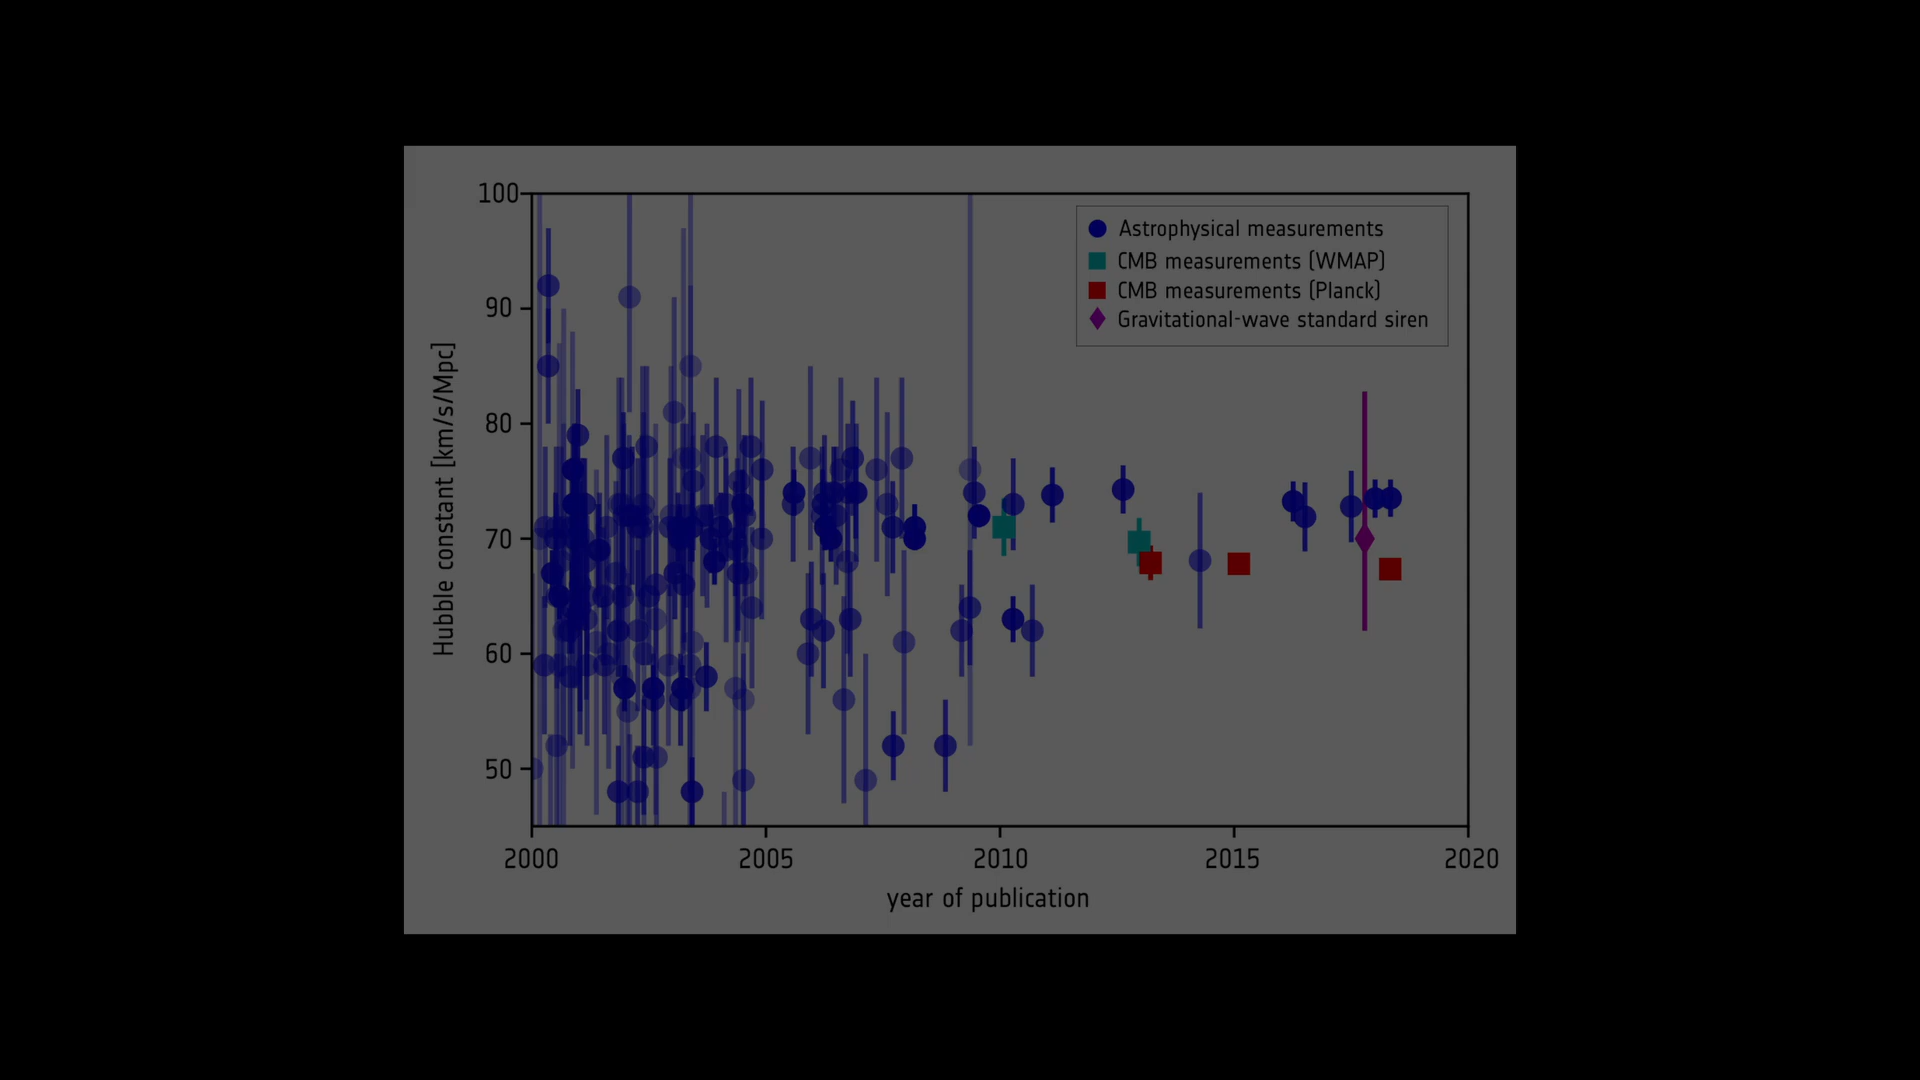 100
90
80
70
60
50
Hubble constant [km/s/Mpc]
Astrophysical measurements
CMB measurements (WMAP)
CMB measurements (Planck)
Gravitational-wave standard siren
2000 2005 2010 2015 2020
year of publication